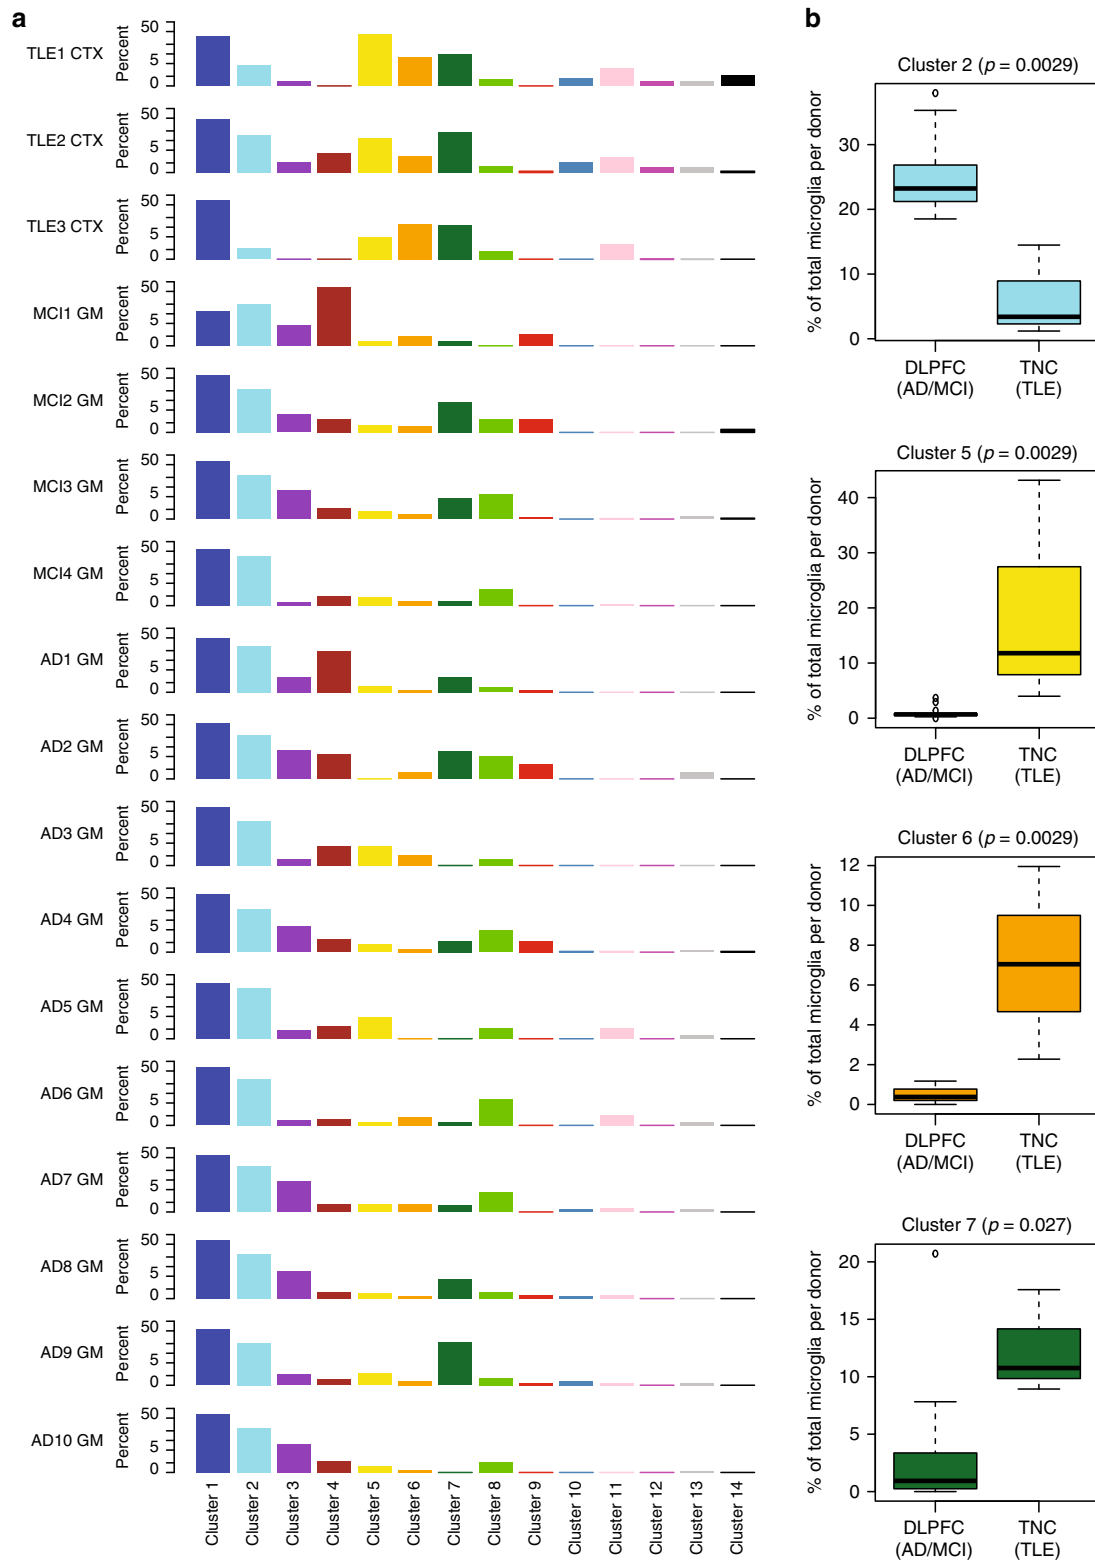 a
TLE1 CTX
Percent
50
5
0
TLE2 CTX
Percent
50
5
0
TLE3 CTX
Percent
50
5
0
MCI1 GM
Percent
50
5
0
MCI2 GM
Percent
50
5
0
MCI3 GM
Percent
50
5
0
MCI4 GM
Percent
50
5
0
AD1 GM
Percent
50
5
0
AD2 GM
Percent
50
5
0
AD3 GM
Percent
50
5
0
AD4 GM
Percent
50
5
0
AD5 GM
Percent
50
5
0
AD6 GM
Percent
50
5
0
AD7 GM
Percent
50
5
0
AD8 GM
Percent
50
5
0
AD9 GM
Percent
50
5
0
AD10 GM
Percent
50
5
0
Cluster 1
Cluster 2
Cluster 3
Cluster 4
Cluster 5
Cluster 6
Cluster 7
Cluster 8
Cluster 9
Cluster 10
Cluster 11
Cluster 12
Cluster 13
Cluster 14
b
Cluster 2 (p = 0.0029)
% of total microglia per donor
30
20
10
0
DLPFC TNC
(AD/MCI) (TLE)
Cluster 5 (p = 0.0029)
% of total microglia per donor
40
30
20
10
0
DLPFC TNC
(AD/MCI) (TLE)
Cluster 6 (p = 0.0029)
% of total microglia per donor
12
10
8
6
4
2
0
DLPFC TNC
(AD/MCI) (TLE)
Cluster 7 (p = 0.027)
% of total microglia per donor
20
15
10
5
0
DLPFC TNC
(AD/MCI) (TLE)